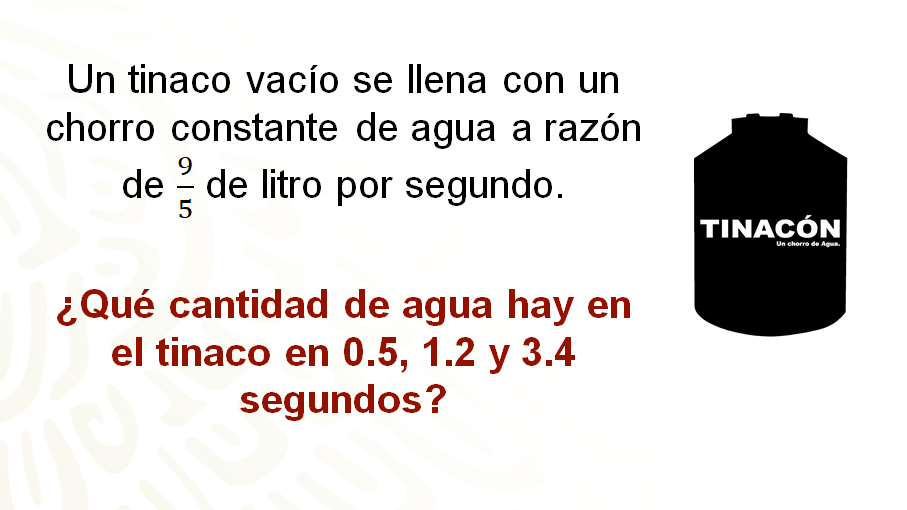 Un tinaco vacío se llena con un
chorro constante de agua a razón
de 9/5 de litro por segundo.
TINACÓN
Un chorro de Agua.
¿Qué cantidad de agua hay en
el tinaco en 0.5, 1.2 y 3.4
segundos?